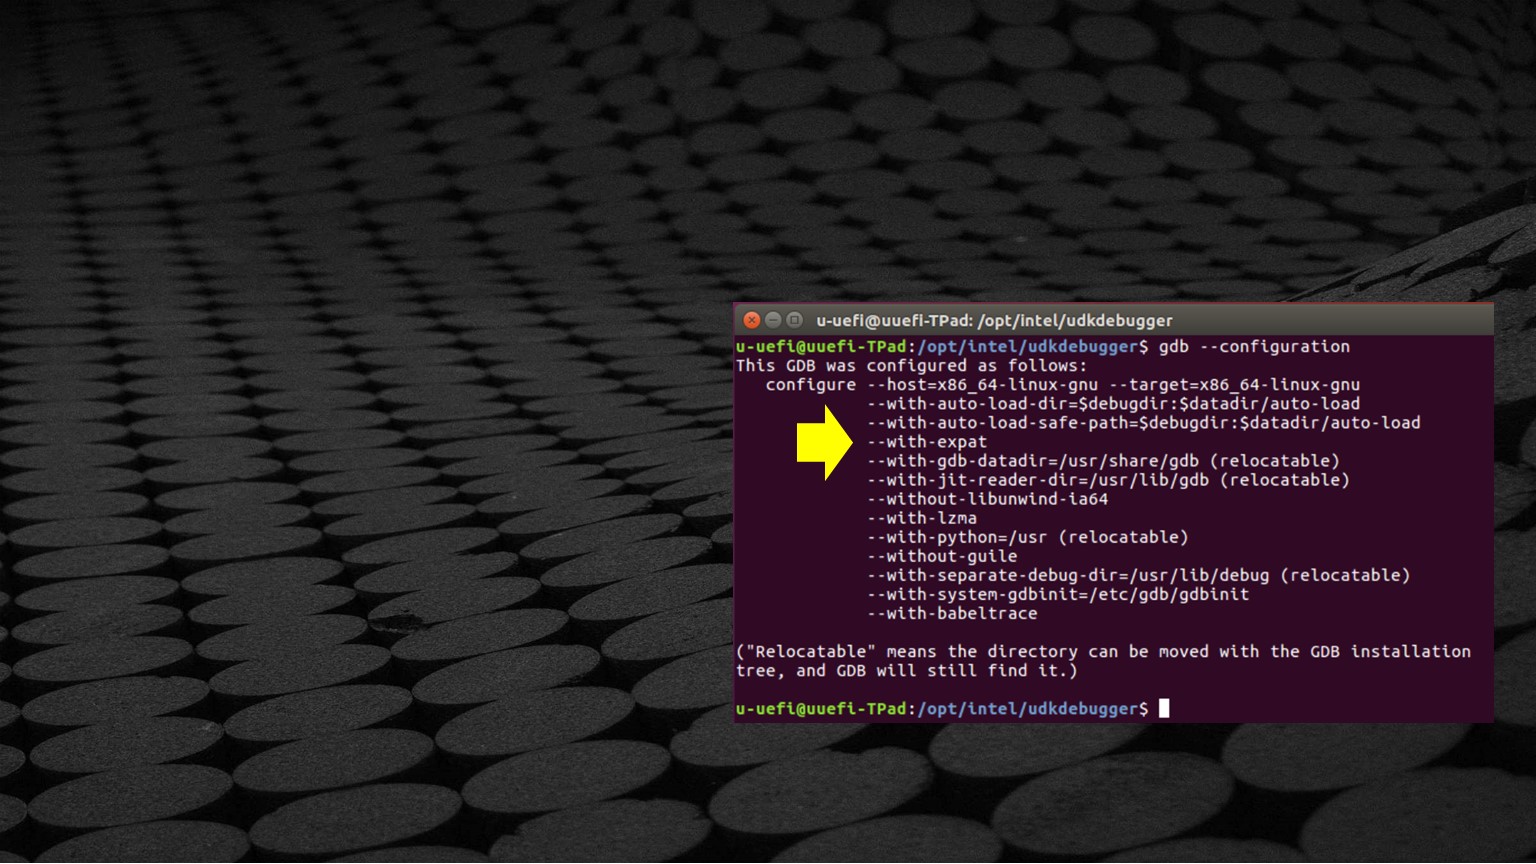 u-uefi@uuefi-TPad: /opt/intel/udkdebugger
u-uefi@uuefi-TPad:/opt/intel/udkdebugger$ gdb --configuration
This GDB was configured as follows:
   configure --host=x86_64-linux-gnu --target=x86_64-linux-gnu
             --with-auto-load-dir=$debugdir:$datadir/auto-load
             --with-auto-load-safe-path=$debugdir:$datadir/auto-load
             --with-expat
             --with-gdb-datadir=/usr/share/gdb (relocatable)
             --with-jit-reader-dir=/usr/lib/gdb (relocatable)
             --without-libunwind-ia64
             --with-lzma
             --with-python=/usr (relocatable)
             --without-guile
             --with-separate-debug-dir=/usr/lib/debug (relocatable)
             --with-system-gdbinit=/etc/gdb/gdbinit
             --with-babeltrace
("Relocatable" means the directory can be moved with the GDB installation
tree, and GDB will still find it.)
u-uefi@uuefi-TPad:/opt/intel/udkdebugger$